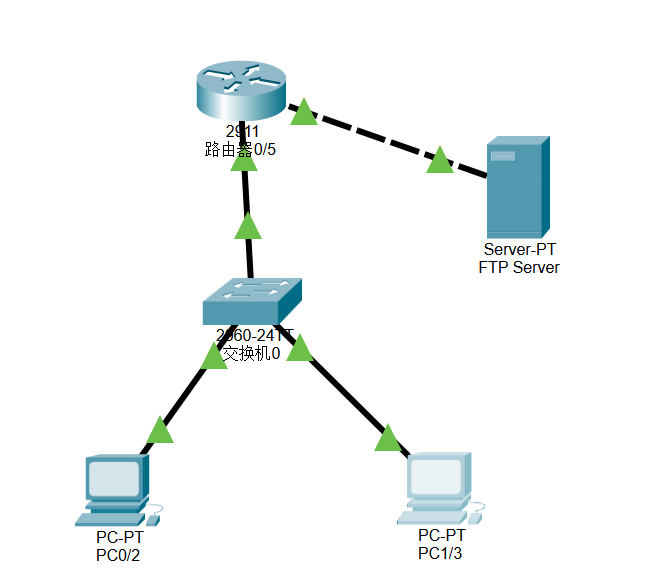 2911
路由器0/5
Server-PT
FTP Server
2960-24TT
交换机0
PC-PT
PC0/2
PC-PT
PC1/3